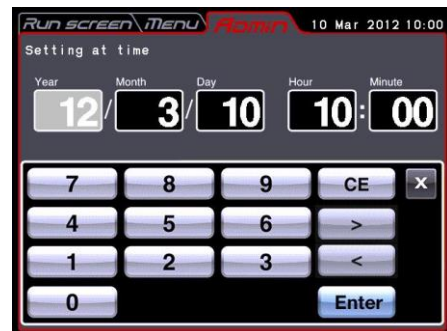 Run screen Menu Admin 10 Mar 2012 10:00
Setting at time
Year Month Day Hour Minute
12/ 3/ 10 10: 00
7 8 9 CE X
4 5 6 >
1 2 3 <
0 Enter